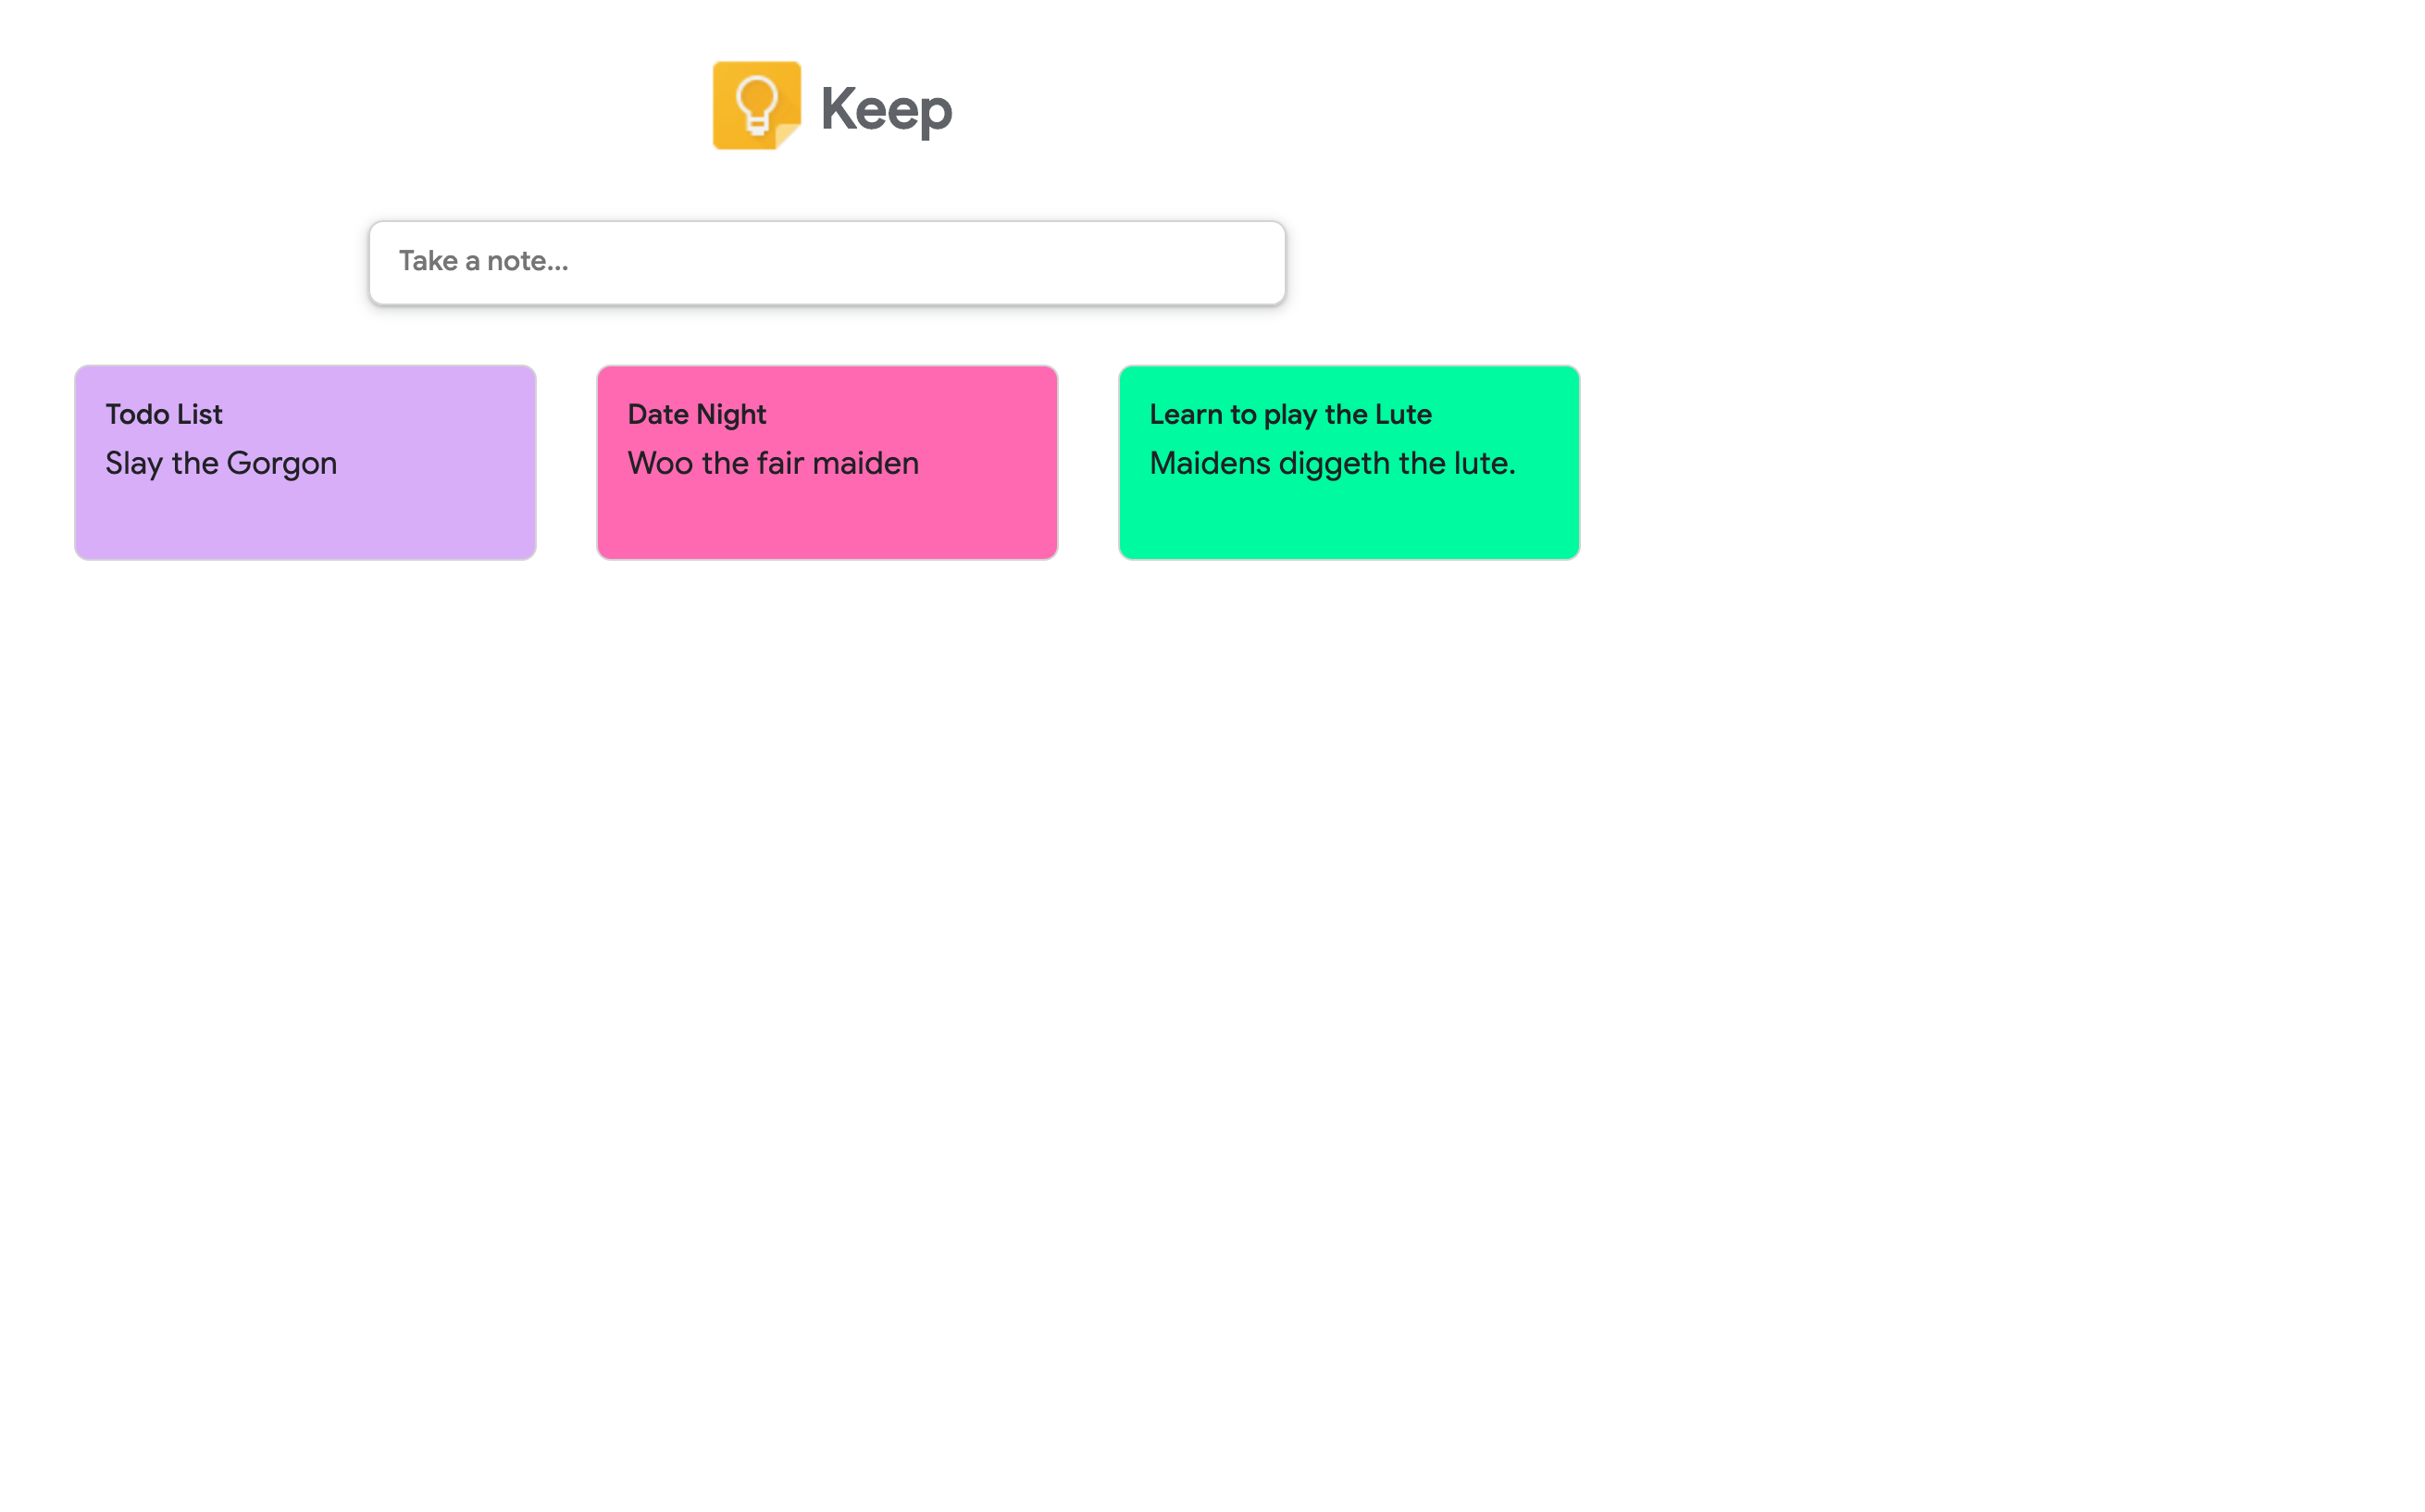 Keep
Take a note...
Todo List
Slay the Gorgon
Date Night
Woo the fair maiden
Learn to play the Lute
Maidens diggeth the lute.